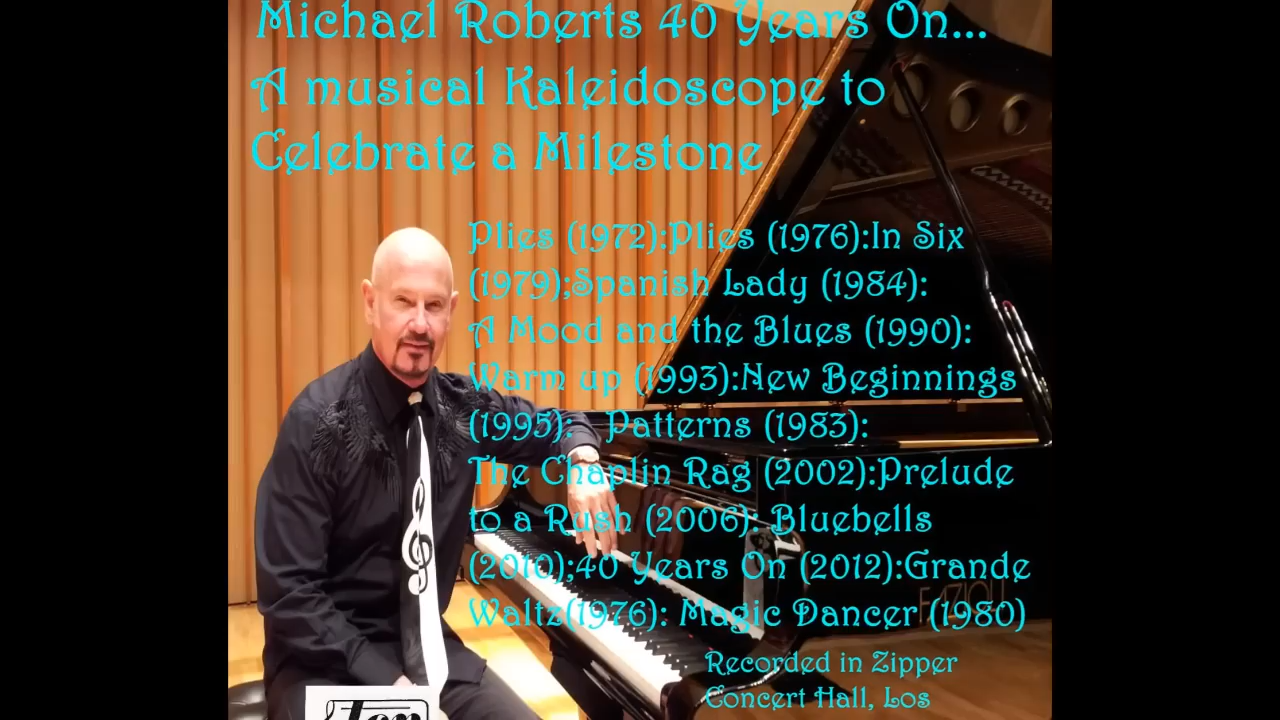 Michael Roberts 40 Years On...
A musical Kaleidoscope to
Celebrate a Milestone
Plies (1972):Plies (1976):In Six
(1979);Spanish Lady (1984):
A Mood and the Blues (1990):
Warm up (1993):New Beginnings
(1995): Patterns (1983):
The Chaplin Rag (2002):Prelude
to a Rush (2006): Bluebells
(2010);40 Years On (2012):Grande
Waltz(1976): Magic Dancer (1980)
FAZIOLI
Recorded in Zipper
Concert Hall, Los